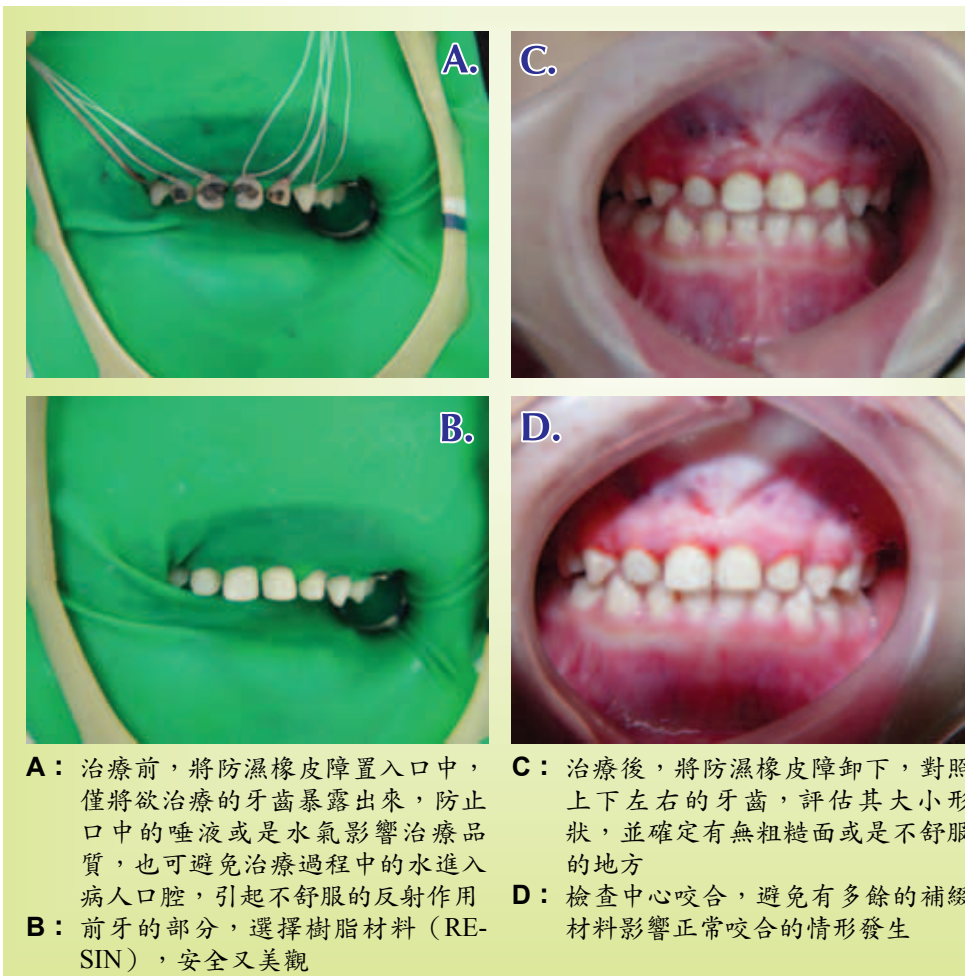 A.
C.
B.
D.
A：治療前，將防濕橡皮障置入口中，
僅將欲治療的牙齒暴露出來，防止
口中的唾液或是水氣影響治療品
質，也可避免治療過程中的水進入
病人口腔，引起不舒服的反射作用
B：前牙的部分，選擇樹脂材料（RE-
SIN），安全又美觀
C：治療後，將防濕橡皮障卸下，對照
上下左右的牙齒，評估其大小形
狀，並確定有無粗糙面或是不舒服
的地方
D：檢查中心咬合，避免有多餘的補綴
材料影響正常咬合的情形發生